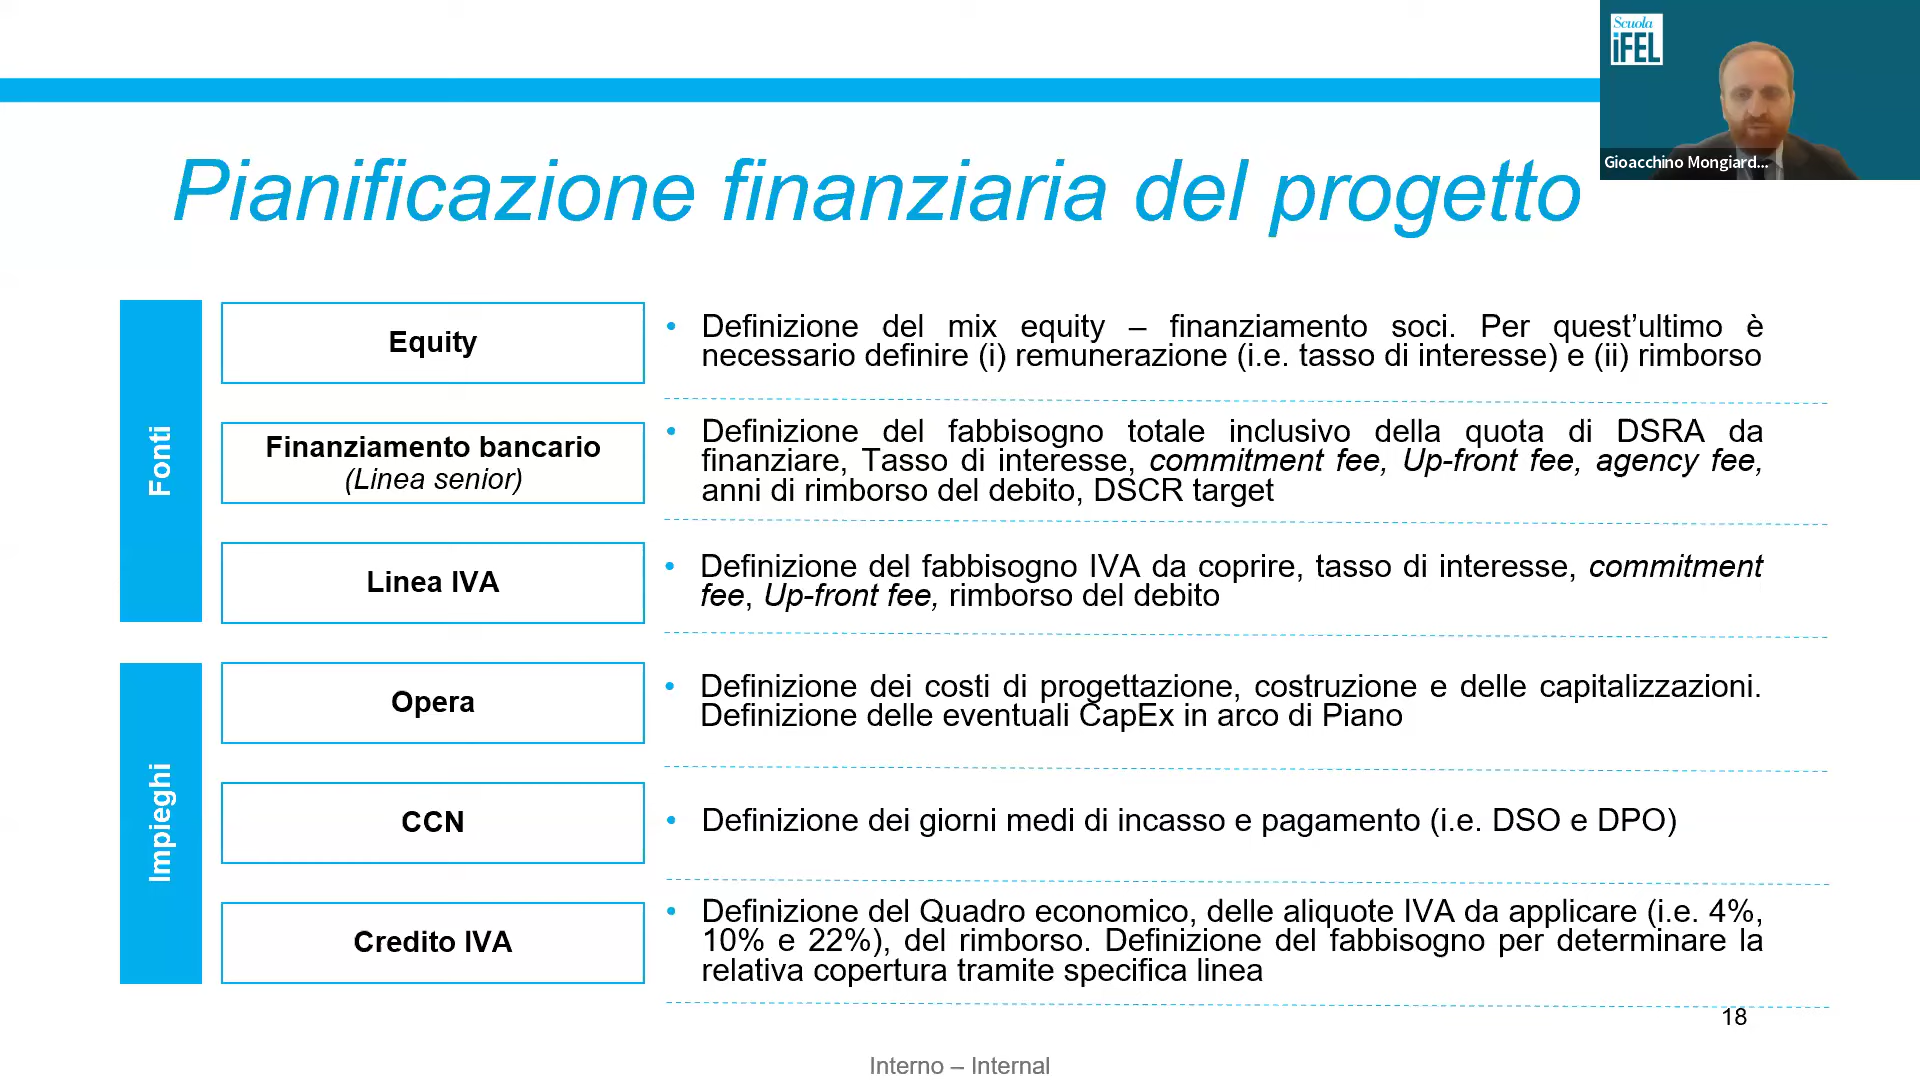 Scuola
iFEL
Gioacchino Mongiard...
Pianificazione finanziaria del progetto
Fonti
Equity
• Definizione del mix equity – finanziamento soci. Per quest’ultimo è
necessario definire (i) remunerazione (i.e. tasso di interesse) e (ii) rimborso
Finanziamento bancario
(Linea senior)
• Definizione del fabbisogno totale inclusivo della quota di DSRA da
finanziare, Tasso di interesse, commitment fee, Up-front fee, agency fee,
anni di rimborso del debito, DSCR target
Linea IVA
• Definizione del fabbisogno IVA da coprire, tasso di interesse, commitment
fee, Up-front fee, rimborso del debito
Impieghi
Opera
• Definizione dei costi di progettazione, costruzione e delle capitalizzazioni.
Definizione delle eventuali CapEx in arco di Piano
CCN
• Definizione dei giorni medi di incasso e pagamento (i.e. DSO e DPO)
Credito IVA
• Definizione del Quadro economico, delle aliquote IVA da applicare (i.e. 4%,
10% e 22%), del rimborso. Definizione del fabbisogno per determinare la
relativa copertura tramite specifica linea
18
Interno – Internal